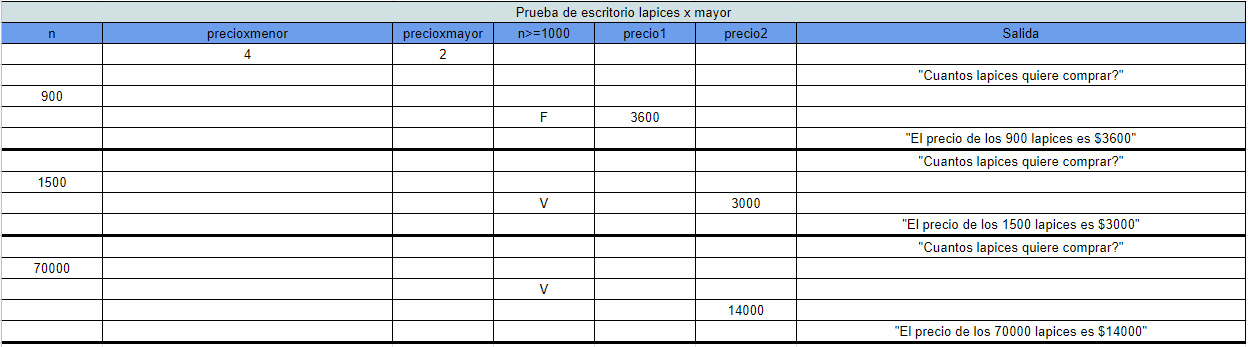 Prueba de escritorio lapices x mayor
n precioxmenor precioxmayor n>=1000 precio1 precio2 Salida
4 2
"Cuantos lapices quiere comprar?"
900
F 3600
"El precio de los 900 lapices es $3600"
"Cuantos lapices quiere comprar?"
1500
V 3000
"El precio de los 1500 lapices es $3000"
"Cuantos lapices quiere comprar?"
70000
V
14000
"El precio de los 70000 lapices es $14000"